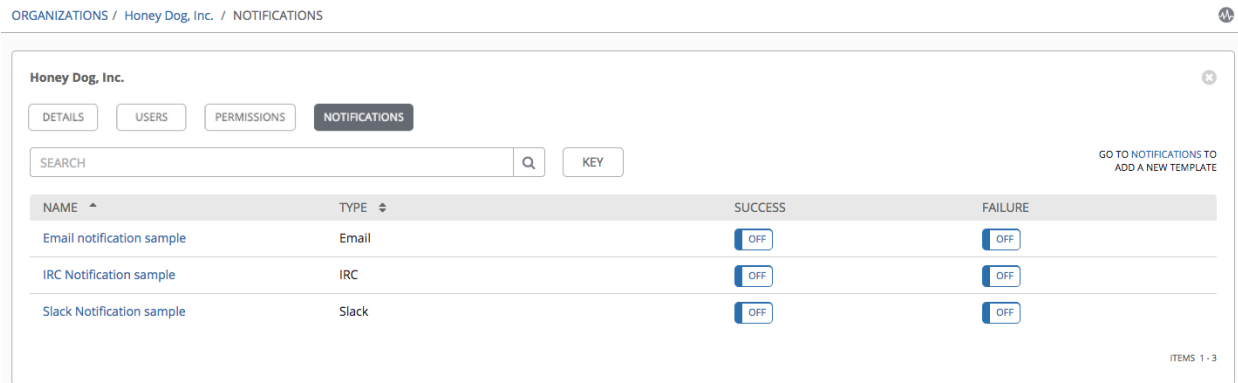 ORGANIZATIONS / Honey Dog, Inc. / NOTIFICATIONS
Honey Dog, Inc.
DETAILS USERS PERMISSIONS NOTIFICATIONS
SEARCH KEY
GO TO NOTIFICATIONS TO
ADD A NEW TEMPLATE
NAME TYPE SUCCESS FAILURE
Email notification sample Email OFF OFF
IRC Notification sample IRC OFF OFF
Slack Notification sample Slack OFF OFF
ITEMS 1 - 3